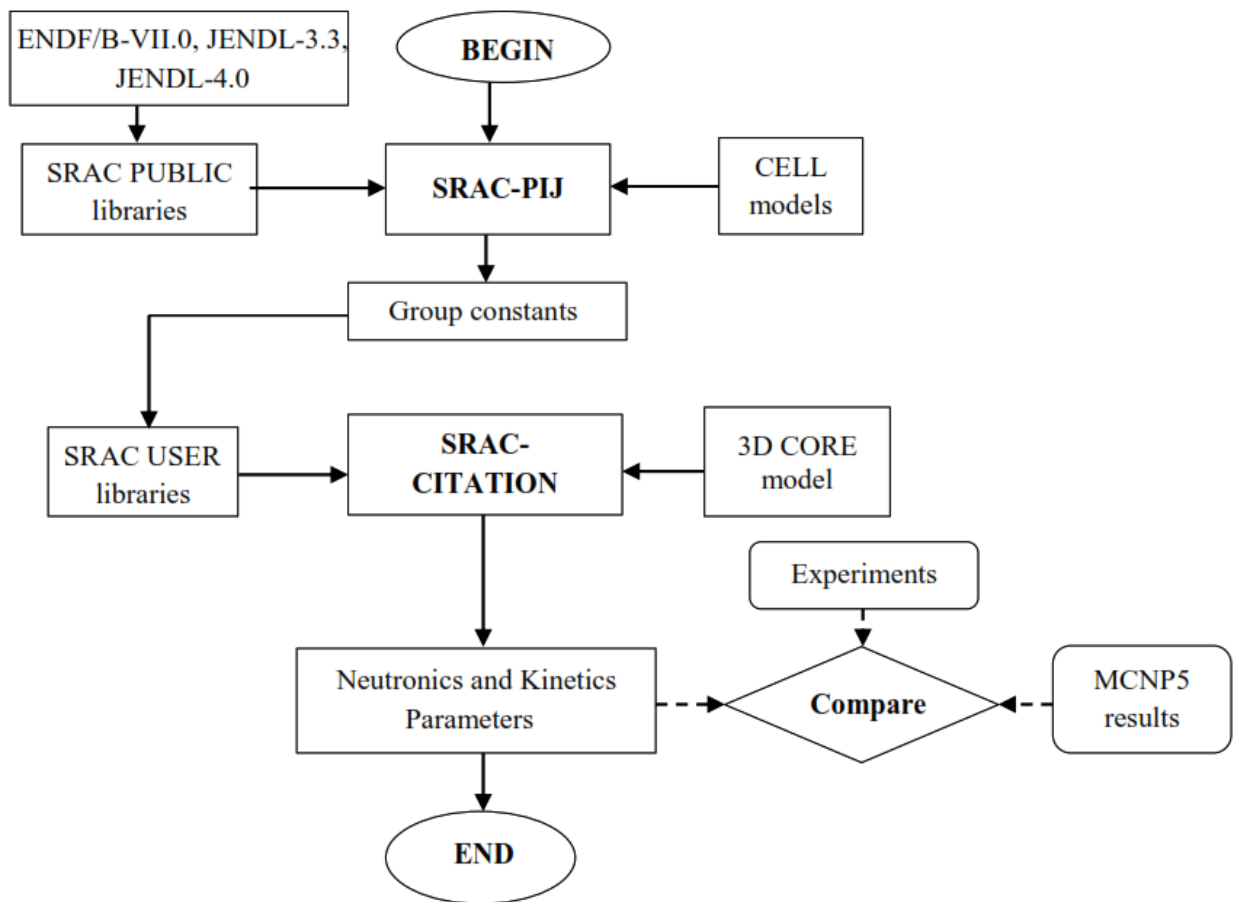 ENDF/B-VII.0, JENDL-3.3,
JENDL-4.0
BEGIN
SRAC PUBLIC
libraries
SRAC-PIJ
CELL
models
Group constants
SRAC USER
libraries
SRAC-
CITATION
3D CORE
model
Experiments
Neutronics and Kinetics
Parameters
Compare
MCNP5
results
END